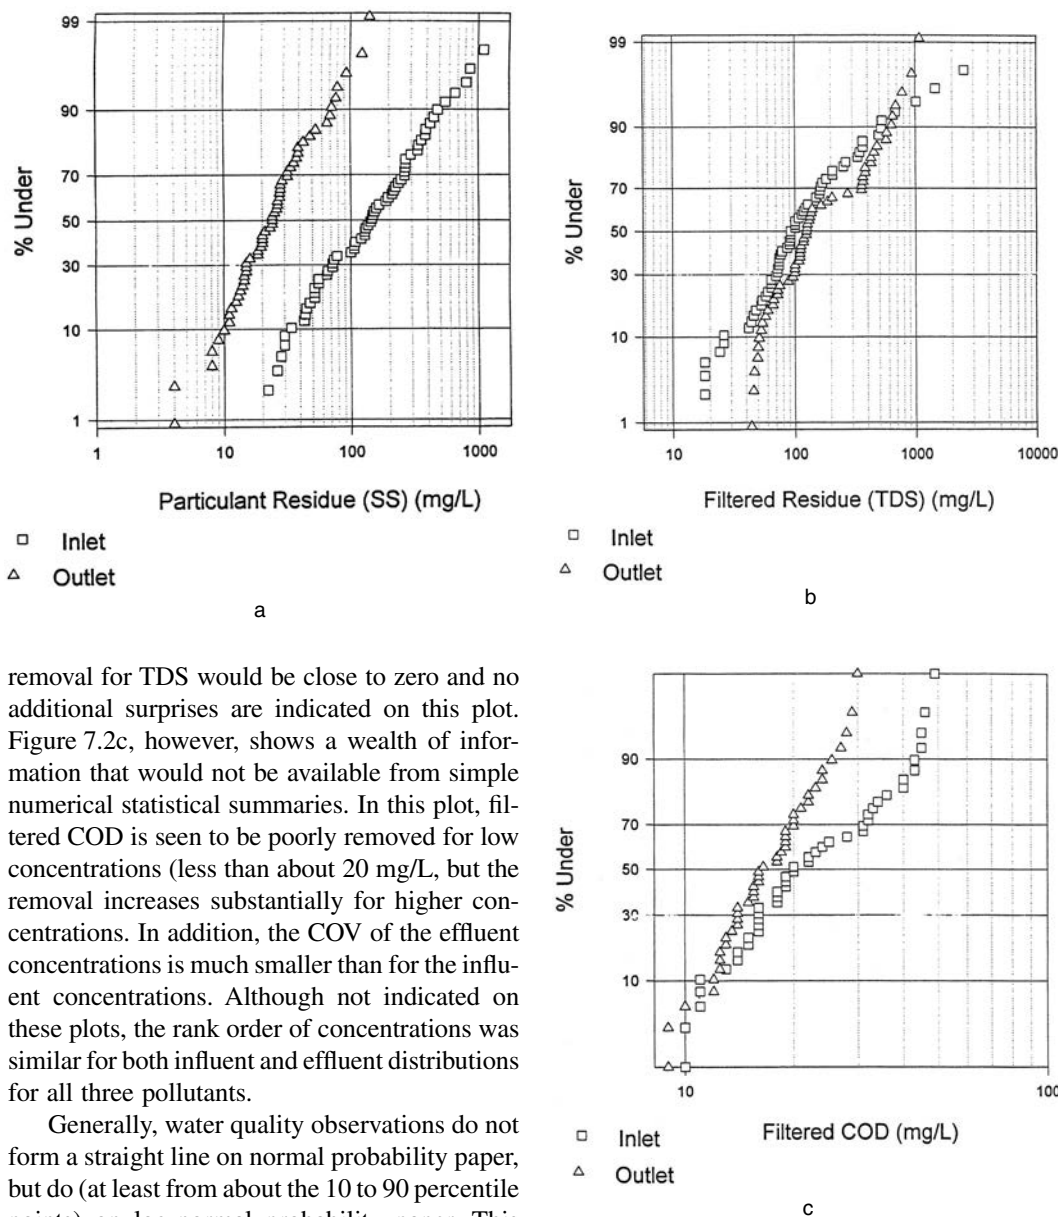 99
90
70
50
30
10
1
% Under
1 10 100 1000
Particulant Residue (SS) (mg/L)
Inlet
Outlet
a
99
90
70
50
30
10
1
% Under
10 100 1000 10000
Filtered Residue (TDS) (mg/L)
Inlet
Outlet
b
removal for TDS would be close to zero and no
additional surprises are indicated on this plot.
Figure 7.2c, however, shows a wealth of infor-
mation that would not be available from simple
numerical statistical summaries. In this plot, fil-
tered COD is seen to be poorly removed for low
concentrations (less than about 20 mg/L, but the
removal increases substantially for higher con-
centrations. In addition, the COV of the effluent
concentrations is much smaller than for the influ-
ent concentrations. Although not indicated on
these plots, the rank order of concentrations was
similar for both influent and effluent distributions
for all three pollutants.
Generally, water quality observations do not
form a straight line on normal probability paper,
but do (at least from about the 10 to 90 percentile
90
70
50
30
10
% Under
10 100
Filtered COD (mg/L)
Inlet
Outlet
c